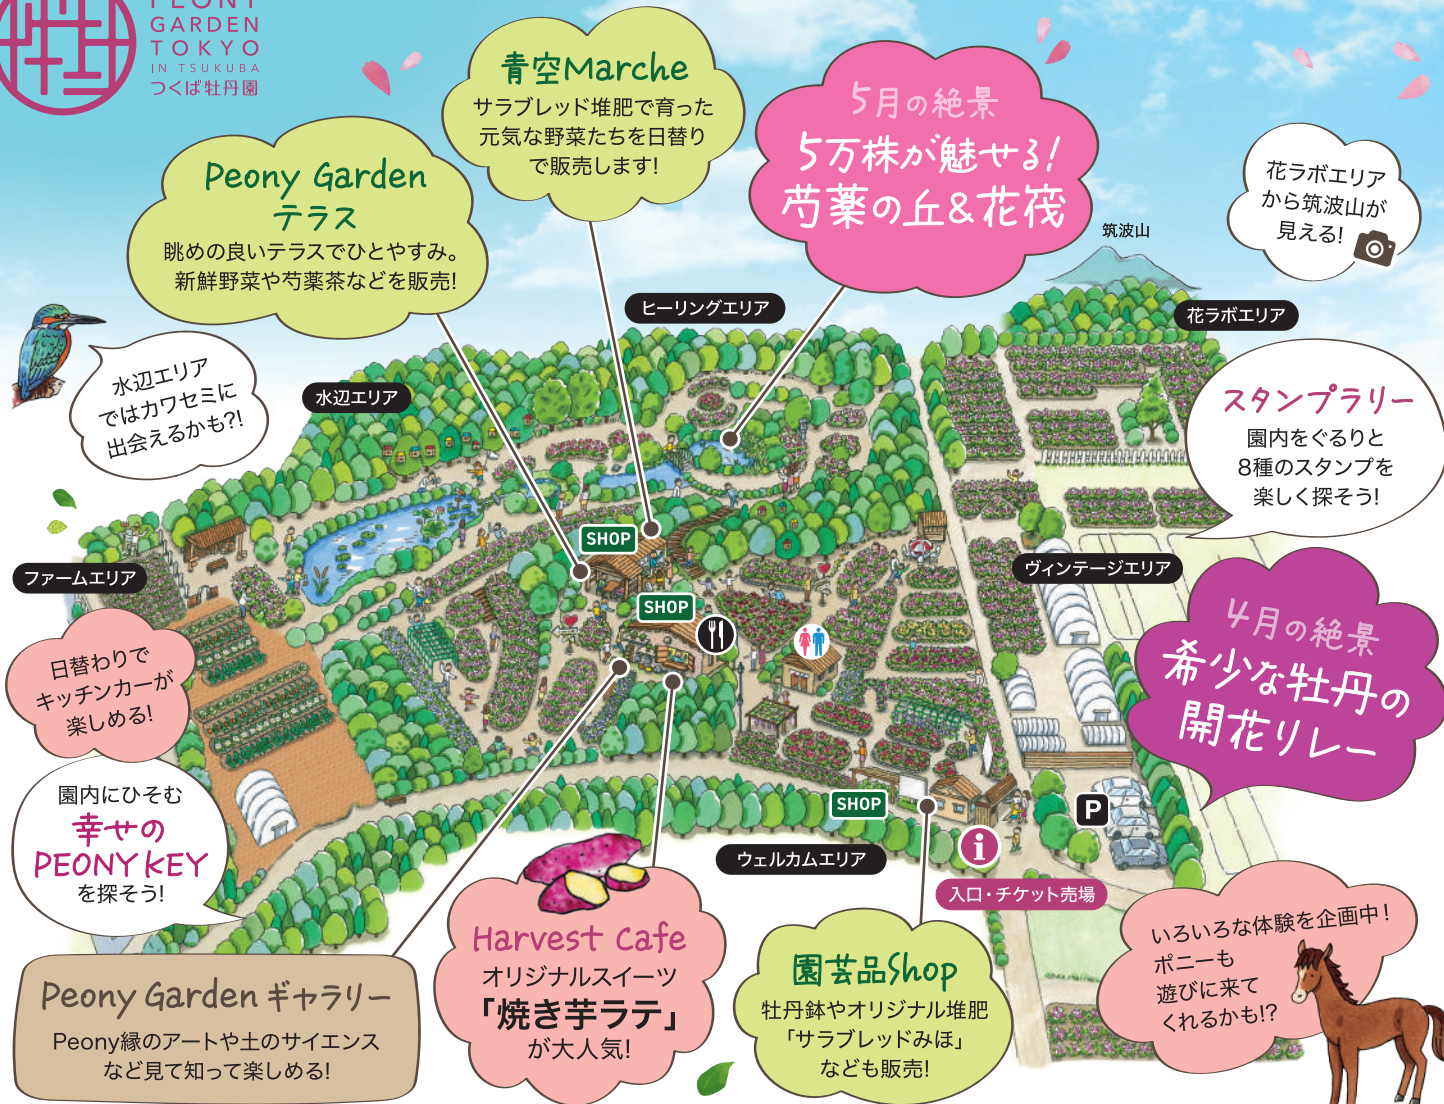 PEONY
GARDEN
TOKYO
IN TSUKUBA
つくば牡丹園
青空Marche
サラブレッド堆肥で育った
元気な野菜たちを日替り
で販売します!
5月の絶景
5万株が魅せる!
芍薬の丘&花筏
Peony Garden
テラス
眺めの良いテラスでひとやすみ。
新鮮野菜や芍薬茶などを販売!
花ラボエリア
から筑波山が
見える!
筑波山
ヒーリングエリア
花ラボエリア
水辺エリア
ではカワセミに
出会えるかも?!
水辺エリア
スタンプラリー
園内をぐるりと
8種のスタンプを
楽しく探そう!
SHOP
ファームエリア
ヴィンテージエリア
SHOP
4月の絶景
希少な牡丹の
開花リレー
日替わりで
キッチンカーが
楽しめる!
園内にひそむ
幸せの
PEONY KEY
を探そう!
SHOP
P
ウェルカムエリア
i
入口・チケット売場
Harvest Cafe
オリジナルスイーツ
「焼き芋ラテ」
が大人気!
園芸品Shop
牡丹鉢やオリジナル堆肥
「サラブレッドみほ」
なども販売!
いろいろな体験を企画中!
ポニーも
遊びに来て
くれるかも!?
Peony Garden ギャラリー
Peony縁のアートや土のサイエンス
など見て知って楽しめる!